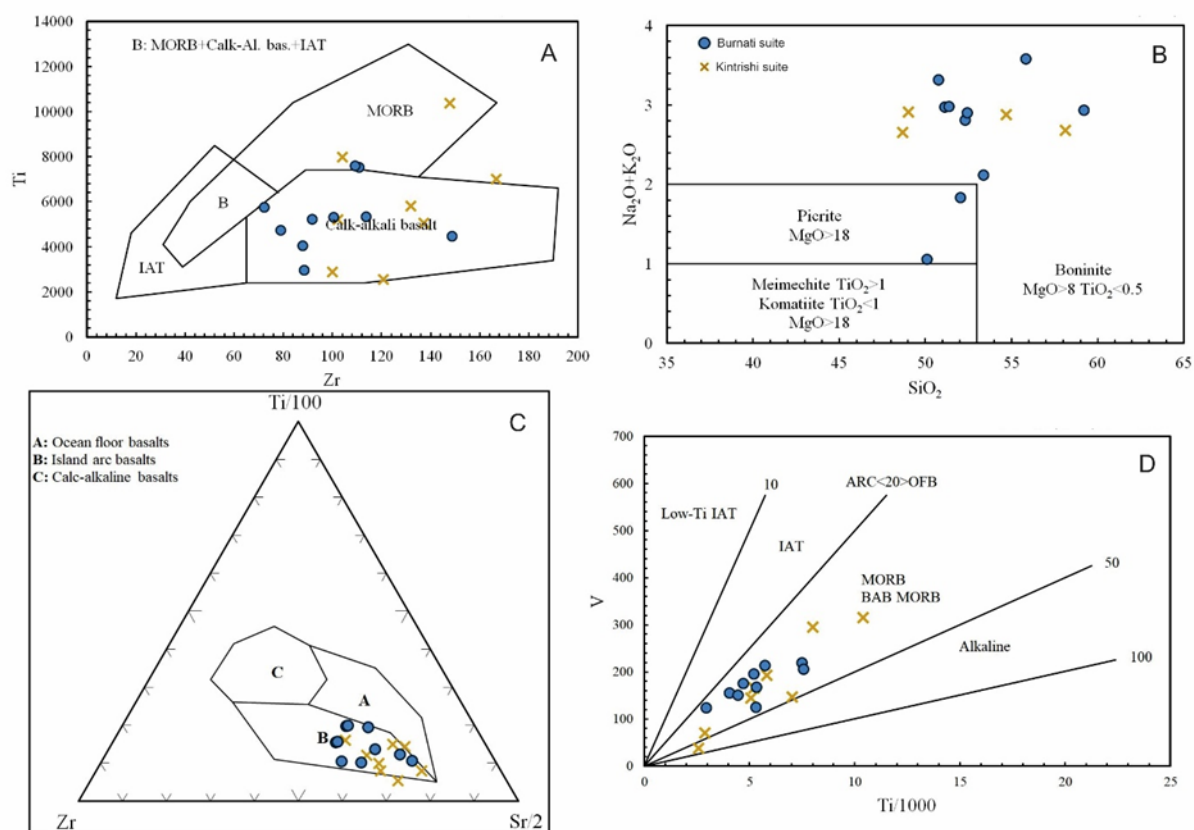 14000
12000
10000
8000
6000
4000
2000
0
Ti
B: MORB+Calk-Al. bas.+IAT
A
MORB
B
IAT
Calk-alkali basalt
0 20 40 60 80 100 120 140 160 180 200
Zr
4
3
2
1
0
Na₂O+K₂O
Burnati suite
Kintrishi suite
B
Picrite
MgO>18
Meimechite TiO₂>1
Komatiite TiO₂<1
MgO>18
Boninite
MgO>8 TiO₂<0.5
35 40 45 50 55 60 65
SiO₂
Ti/100
C
A: Ocean floor basalts
B: Island arc basalts
C: Calc-alkaline basalts
C
A
B
Zr
Sr/2
700
600
500
400
300
200
100
0
V
D
10
ARC<20>OFB
Low-Ti IAT
IAT
50
MORB
BAB MORB
Alkaline
100
0 5 10 15 20 25
Ti/1000